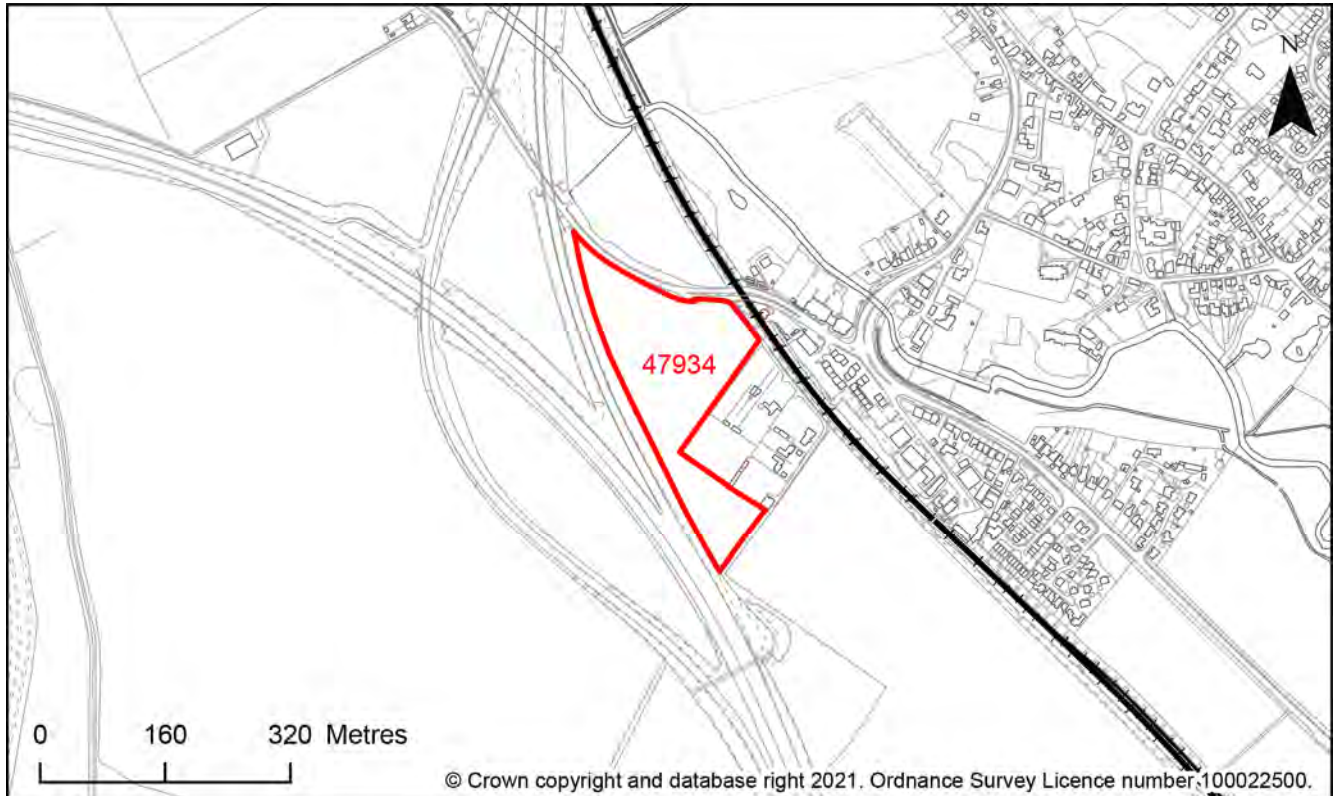 N
47934
0 160 320 Metres
© Crown copyright and database right 2021. Ordnance Survey Licence number 100022500.